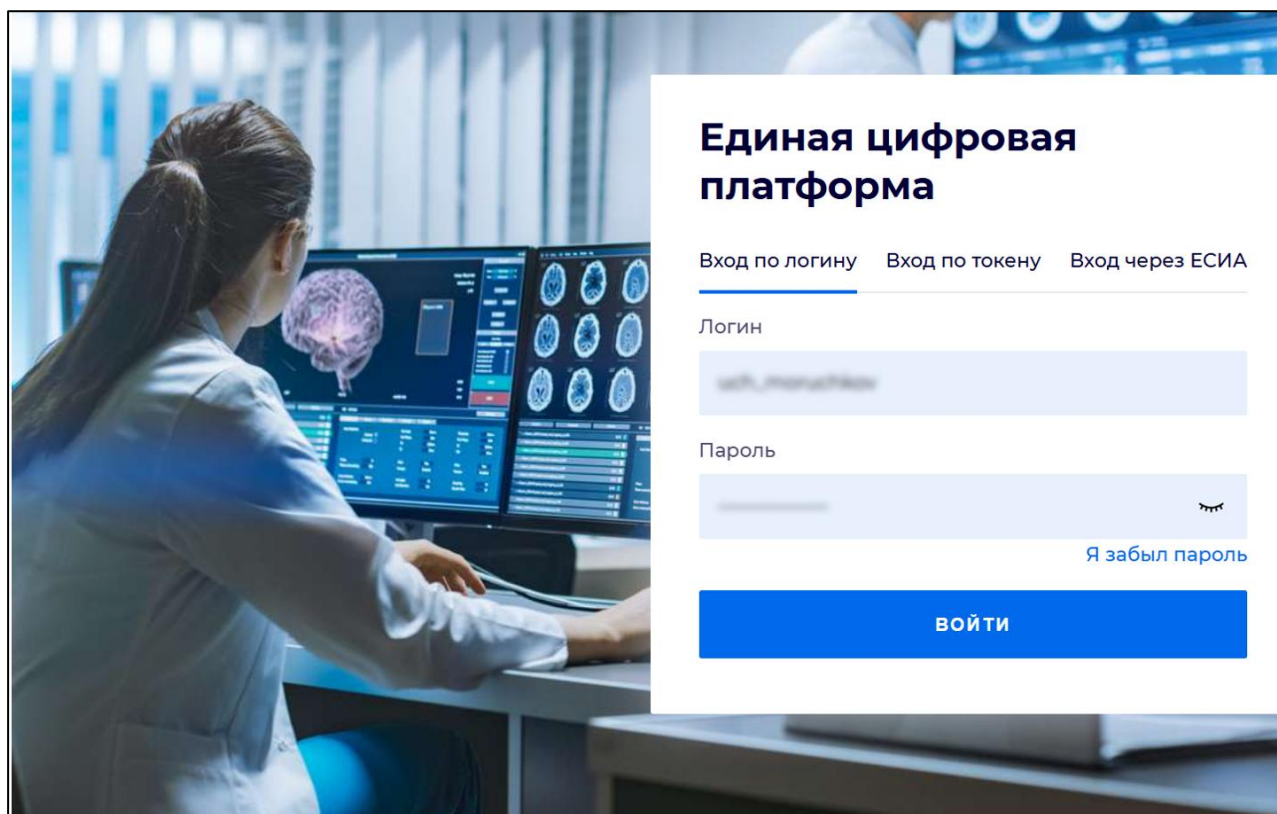 Единая цифровая
платформа
Вход по логину Вход по токену Вход через ЕСИА
Логин
Пароль
Я забыл пароль
ВОЙТИ